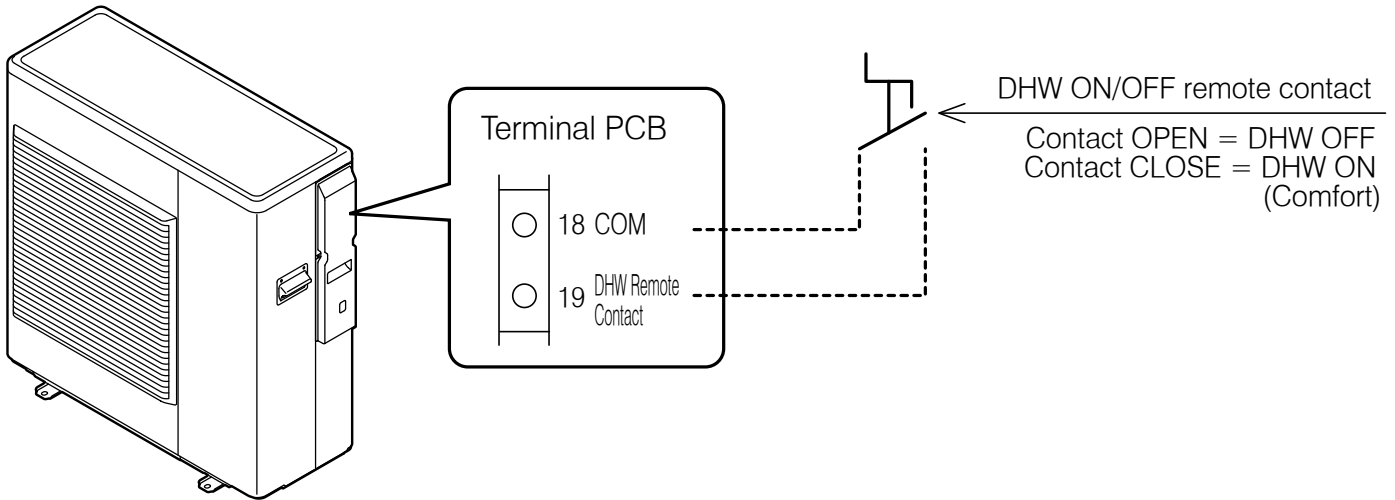 Terminal PCB
18 COM
19 DHW Remote
Contact
DHW ON/OFF remote contact
Contact OPEN = DHW OFF
Contact CLOSE = DHW ON
(Comfort)